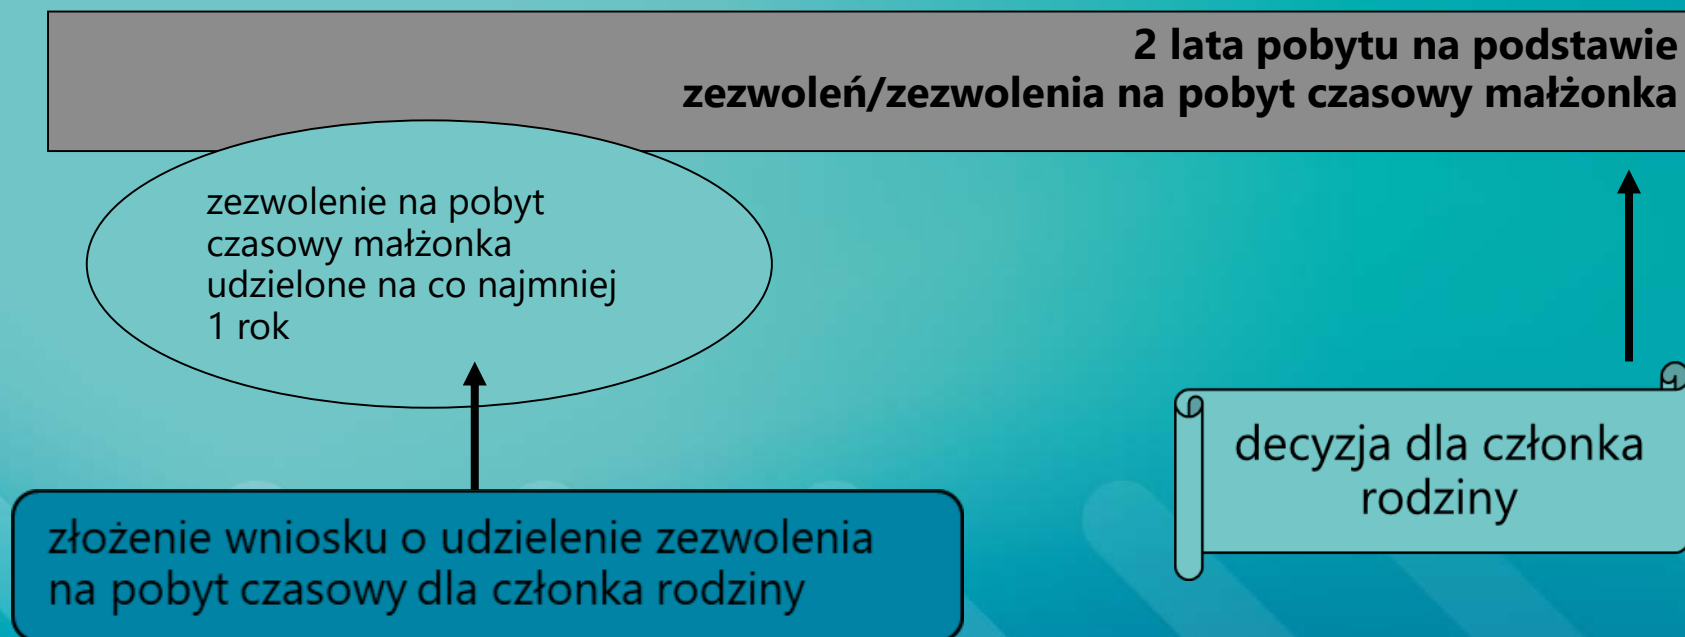 2 lata pobytu na podstawie
zezwoleń/zezwolenia na pobyt czasowy małżonka
zezwolenie na pobyt
czasowy małżonka
udzielone na co najmniej
1 rok
decyzja dla członka
rodziny
złożenie wniosku o udzielenie zezwolenia
na pobyt czasowy dla członka rodziny